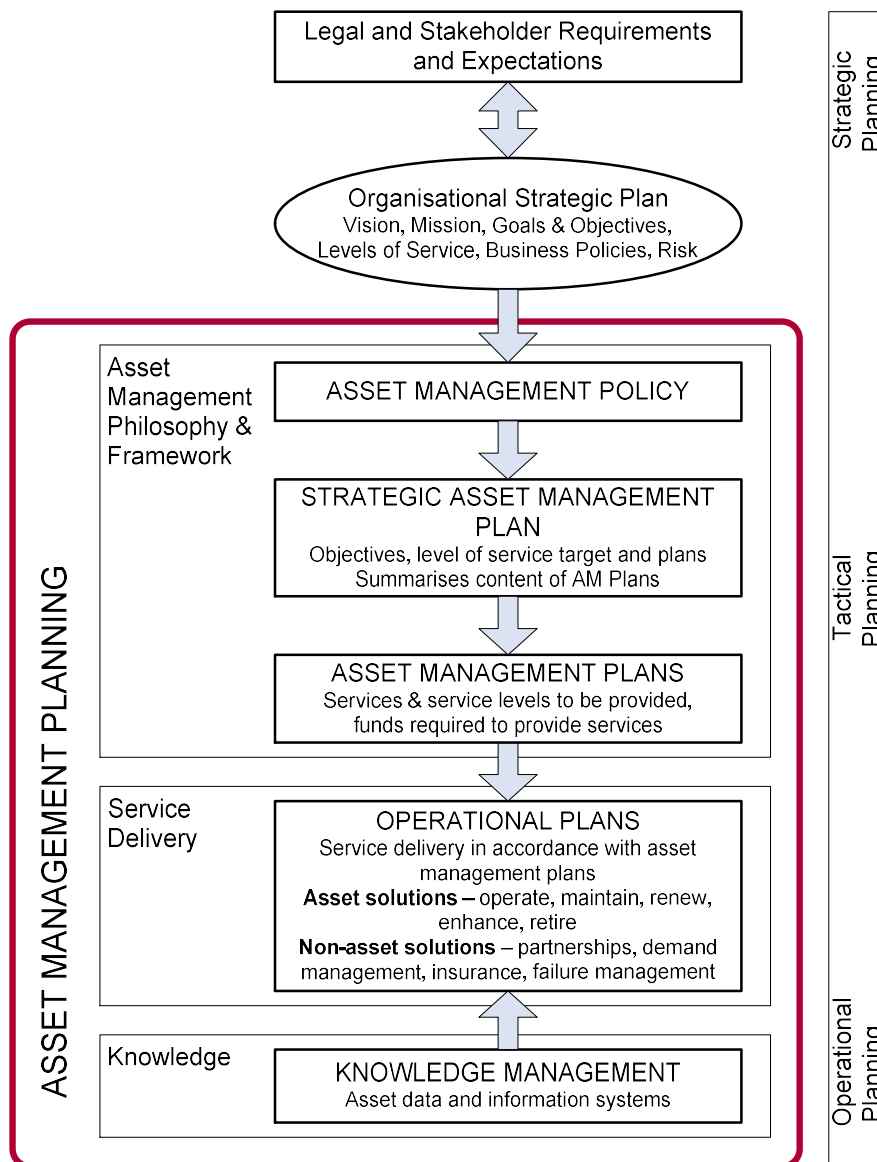 Legal and Stakeholder Requirements
and Expectations
Organisational Strategic Plan
Vision, Mission, Goals & Objectives,
Levels of Service, Business Policies, Risk
Asset
Management
Philosophy &
Framework
ASSET MANAGEMENT POLICY
STRATEGIC ASSET MANAGEMENT
PLAN
Objectives, level of service target and plans
Summarises content of AM Plans
ASSET MANAGEMENT PLANS
Services & service levels to be provided,
funds required to provide services
Service
Delivery
OPERATIONAL PLANS
Service delivery in accordance with asset
management plans
Asset solutions – operate, maintain, renew,
enhance, retire
Non-asset solutions – partnerships, demand
management, insurance, failure management
Knowledge
KNOWLEDGE MANAGEMENT
Asset data and information systems
ASSET MANAGEMENT PLANNING
Strategic
Planning
Tactical
Planning
Operational
Planning